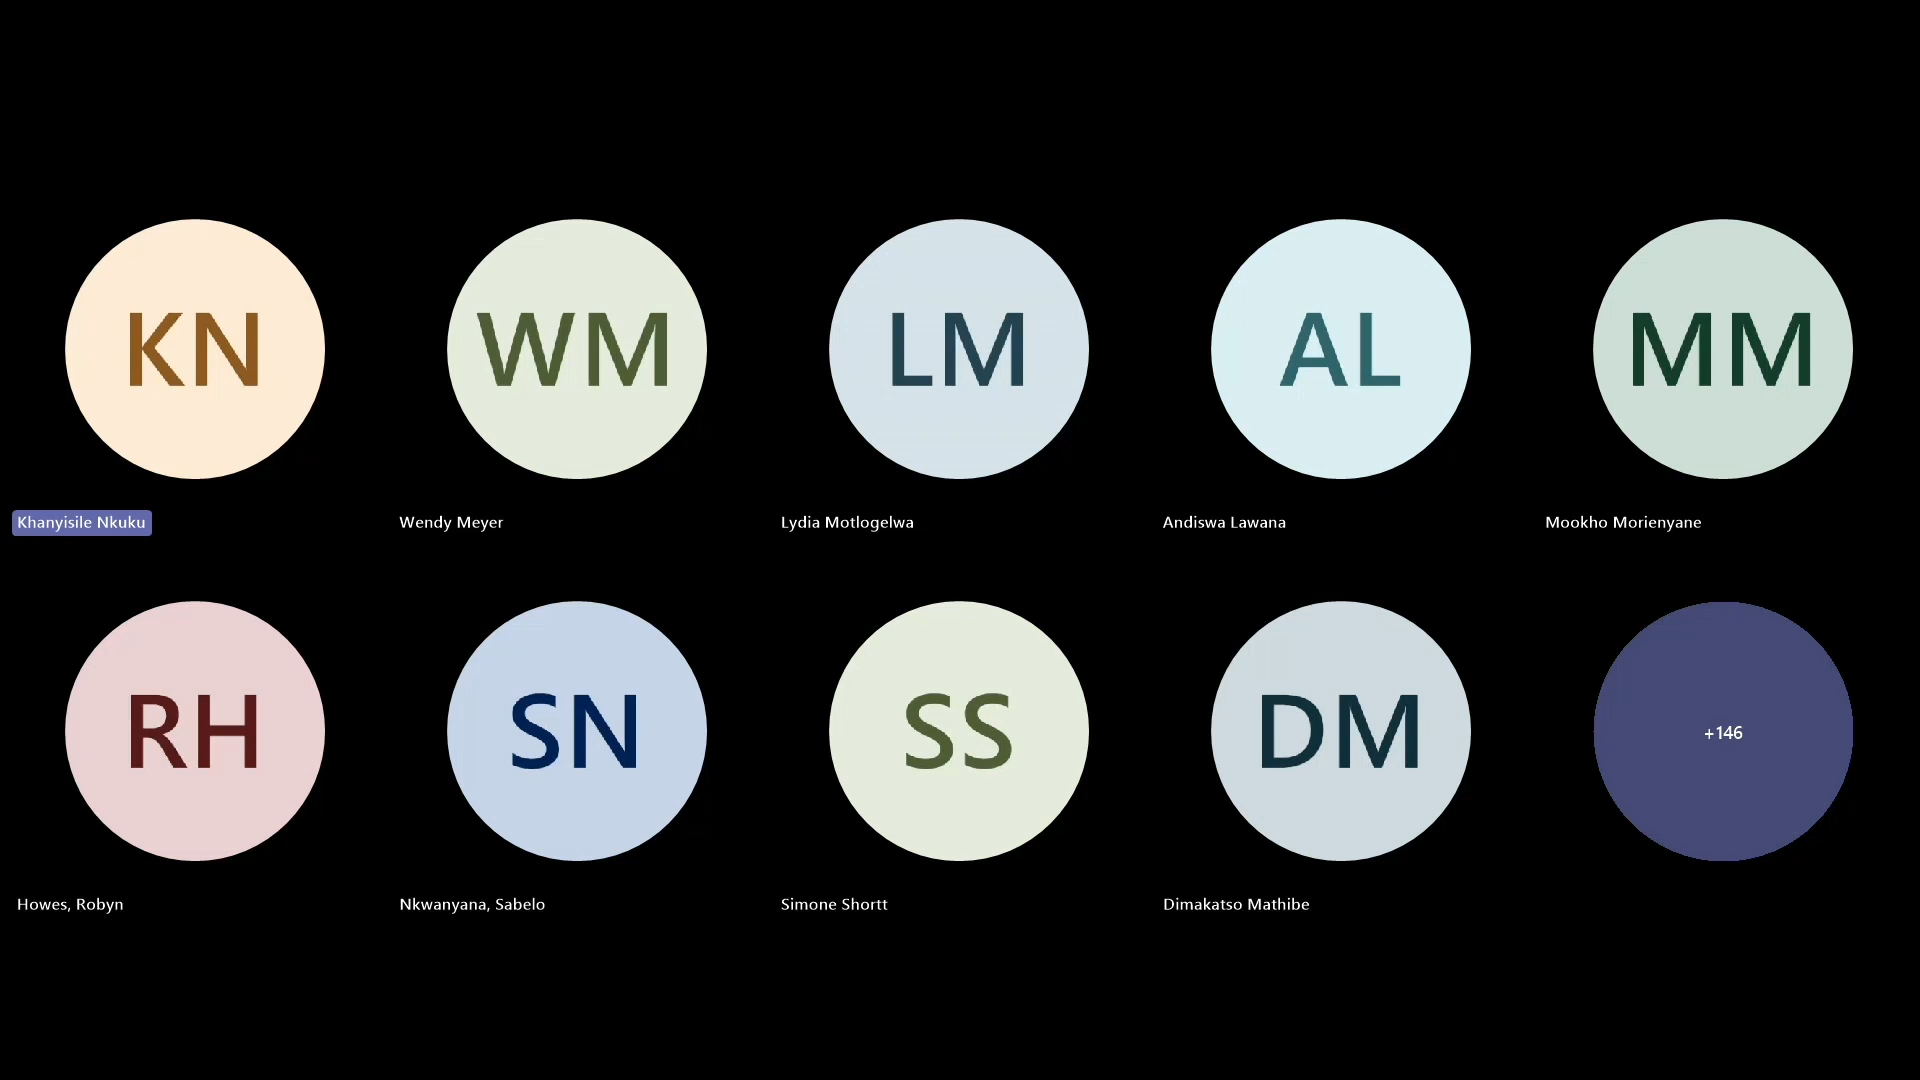 KN
WM
LM
AL
MM
Khanyisile Nkuku
Wendy Meyer
Lydia Motlogelwa
Andiswa Lawana
Mookho Morienyane
RH
SN
SS
DM
+146
Howes, Robyn
Nkwanyana, Sabelo
Simone Shortt
Dimakatso Mathibe